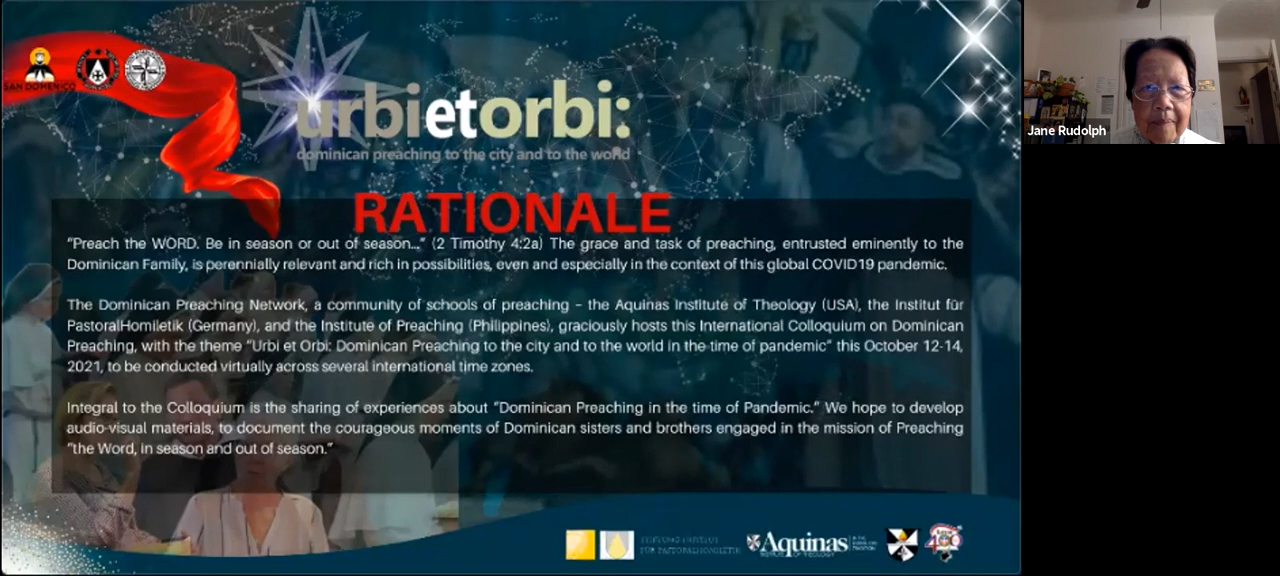 SAN DOMENICO
urbietorbi:
dominican preaching to the city and to the world
RATIONALE
“Preach the WORD. Be in season or out of season...” (2 Timothy 4:2a) The grace and task of preaching, entrusted eminently to the
Dominican Family, is perennially relevant and rich in possibilities, even and especially in the context of this global COVID19 pandemic.
The Dominican Preaching Network, a community of schools of preaching – the Aquinas Institute of Theology (USA), the Institut für
PastoralHomiletik (Germany), and the Institute of Preaching (Philippines), graciously hosts this International Colloquium on Dominican
Preaching, with the theme “Urbi et Orbi: Dominican Preaching to the city and to the world in the time of pandemic” this October 12-14,
2021, to be conducted virtually across several international time zones.
Integral to the Colloquium is the sharing of experiences about “Dominican Preaching in the time of Pandemic.” We hope to develop
audio-visual materials, to document the courageous moments of Dominican sisters and brothers engaged in the mission of Preaching
“the Word, in season and out of season.”
STIFTUNG INSTITUT
FÜR PASTORALHOMILETIK
Aquinas
INSTITUTE OF THEOLOGY
Jane Rudolph